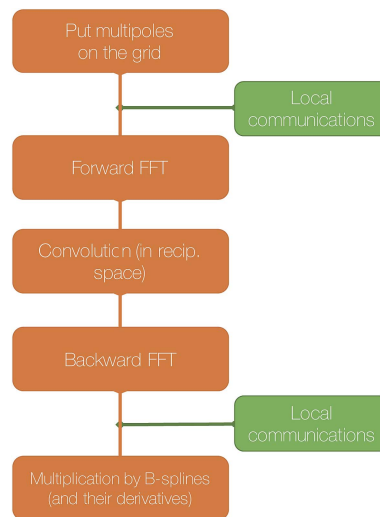 Put multipoles
on the grid
Local
communications
Forward FFT
Convolution (in recip.
space)
Backward FFT
Local
communications
Multiplication by B-splines
(and their derivatives)